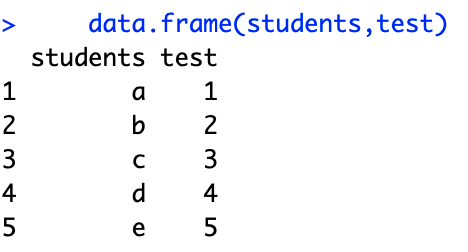 > data.frame(students,test)
students test
1 a 1
2 b 2
3 c 3
4 d 4
5 e 5